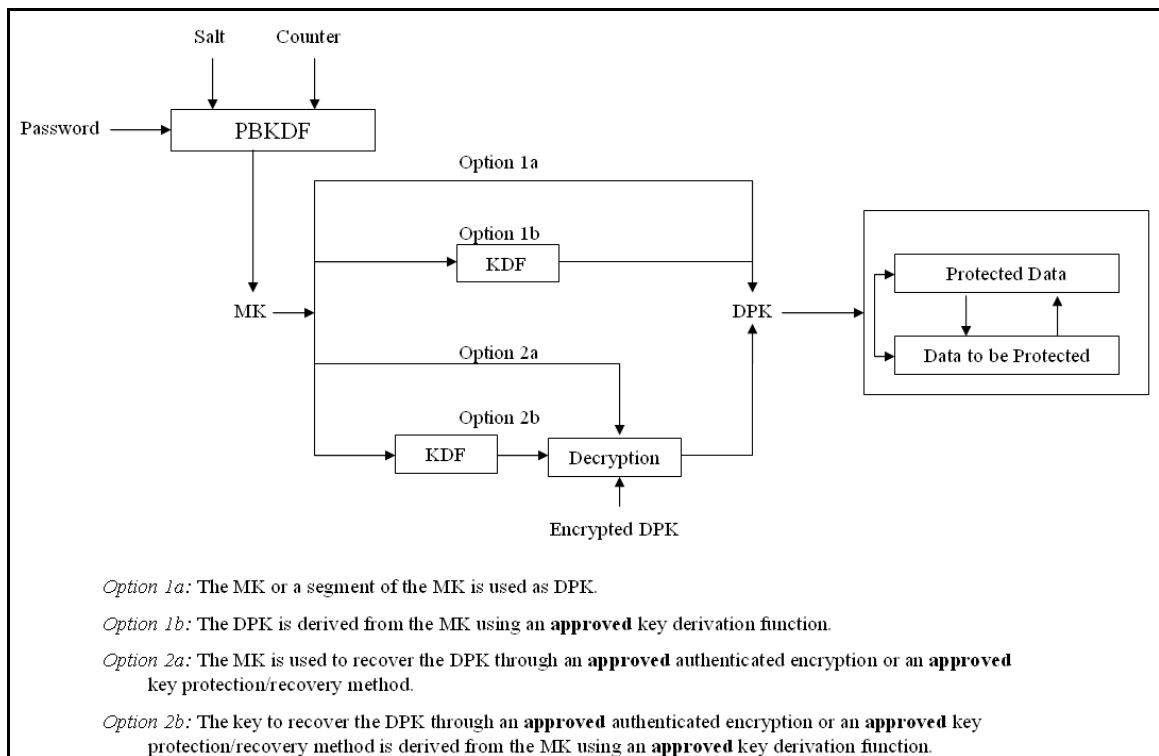 Salt Counter
Password
PBKDF
Option 1a
Option 1b
KDF
Protected Data
MK
DPK
Option 2a
Data to be Protected
Option 2b
KDF
Decryption
Encrypted DPK
Option 1a: The MK or a segment of the MK is used as DPK.
Option 1b: The DPK is derived from the MK using an approved key derivation function.
Option 2a: The MK is used to recover the DPK through an approved authenticated encryption or an approved
key protection/recovery method.
Option 2b: The key to recover the DPK through an approved authenticated encryption or an approved key
protection/recovery method is derived from the MK using an approved key derivation function.